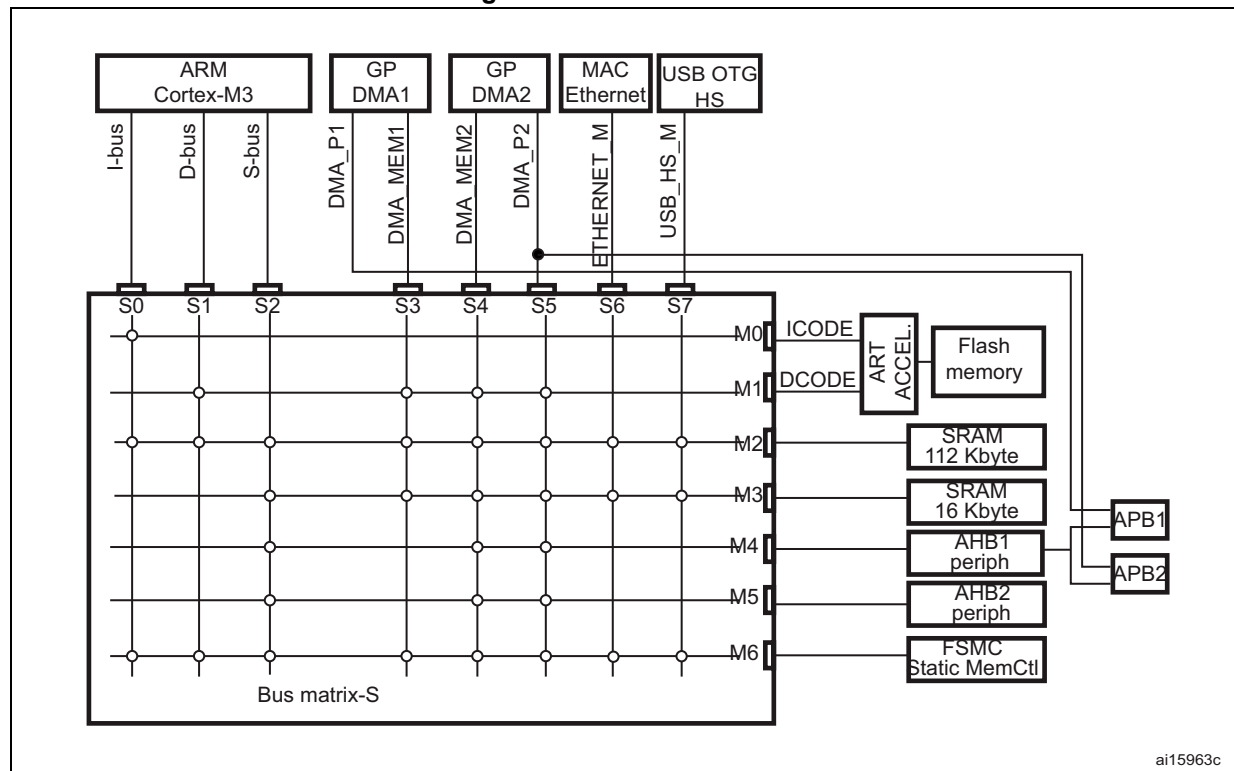 ARM
Cortex-M3
GP
DMA1
GP
DMA2
MAC
Ethernet
USB OTG
HS
I-bus
D-bus
S-bus
DMA_P1
DMA_MEM1
DMA_MEM2
DMA_P2
ETHERNET_M
USB_HS_M
S0 S1 S2 S3 S4 S5 S6 S7
M0 ICODE
M1 DCODE
ART
ACCEL.
Flash
memory
M2
SRAM
112 Kbyte
M3
SRAM
16 Kbyte
APB1
M4
AHB1
periph
APB2
M5
AHB2
periph
M6
FSMC
Static MemCtl
Bus matrix-S
ai15963c